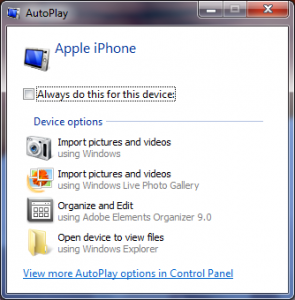 AutoPlay
Apple iPhone
Always do this for this device:
Device options
Import pictures and videos
using Windows
Import pictures and videos
using Windows Live Photo Gallery
Organize and Edit
using Adobe Elements Organizer 9.0
Open device to view files
using Windows Explorer
View more AutoPlay options in Control Panel